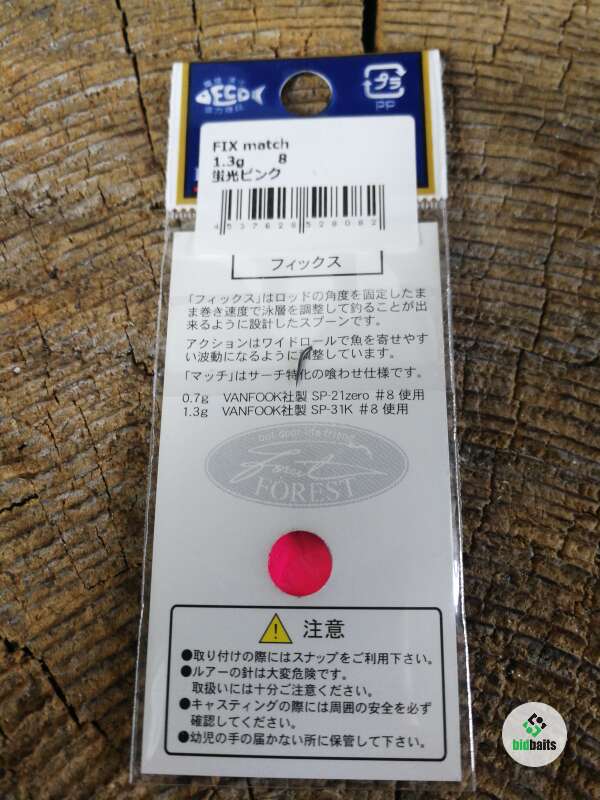 ECO
プラ
PP
FIX match
1.3g 8
蛍光ピンク
4 537626 528082
フィックス
「フィックス」はロッドの角度を固定したま
ま巻き速度で泳層を調整して釣ることが出
来るように設計したスプーンです。
アクションはワイドロールで魚を寄せやす
い波動になるように調整しています。
「マッチ」はサーチ特化の喰わせ仕様です。
0.7g VANFOOK社製 SP-21zero #8 使用
1.3g VANFOOK社製 SP-31K #8 使用
out door life friend
Forest
FOREST
注意
●取り付けの際にはスナップをご利用下さい。
●ルアーの針は大変危険です。
取扱いには十分ご注意ください。
●キャスティングの際には周囲の安全を必ず
確認してください。
●幼児の手の届かない所に保管して下さい。
bidbaits